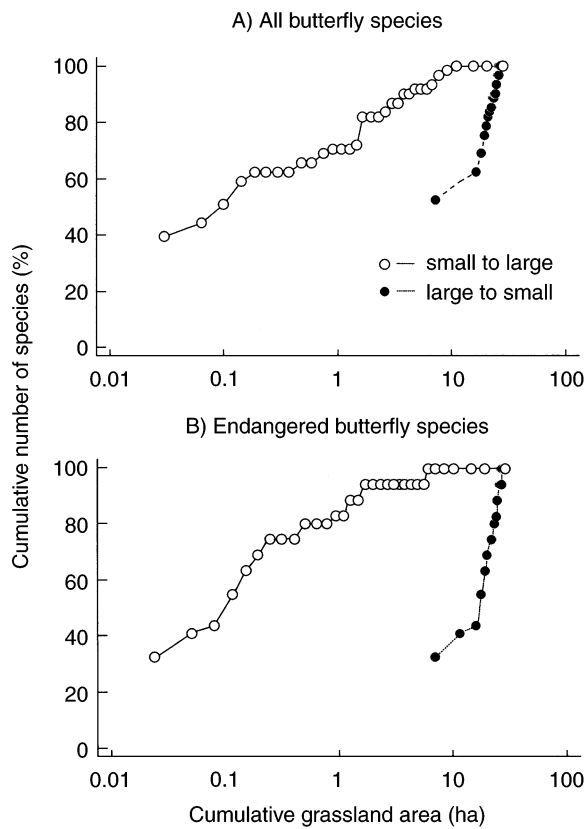 A) All butterfly species
100
80
60
40
20
0
small to large
large to small
0.01 0.1 1 10 100
Cumulative number of species (%)
B) Endangered butterfly species
100
80
60
40
20
0
0.01 0.1 1 10 100
Cumulative grassland area (ha)